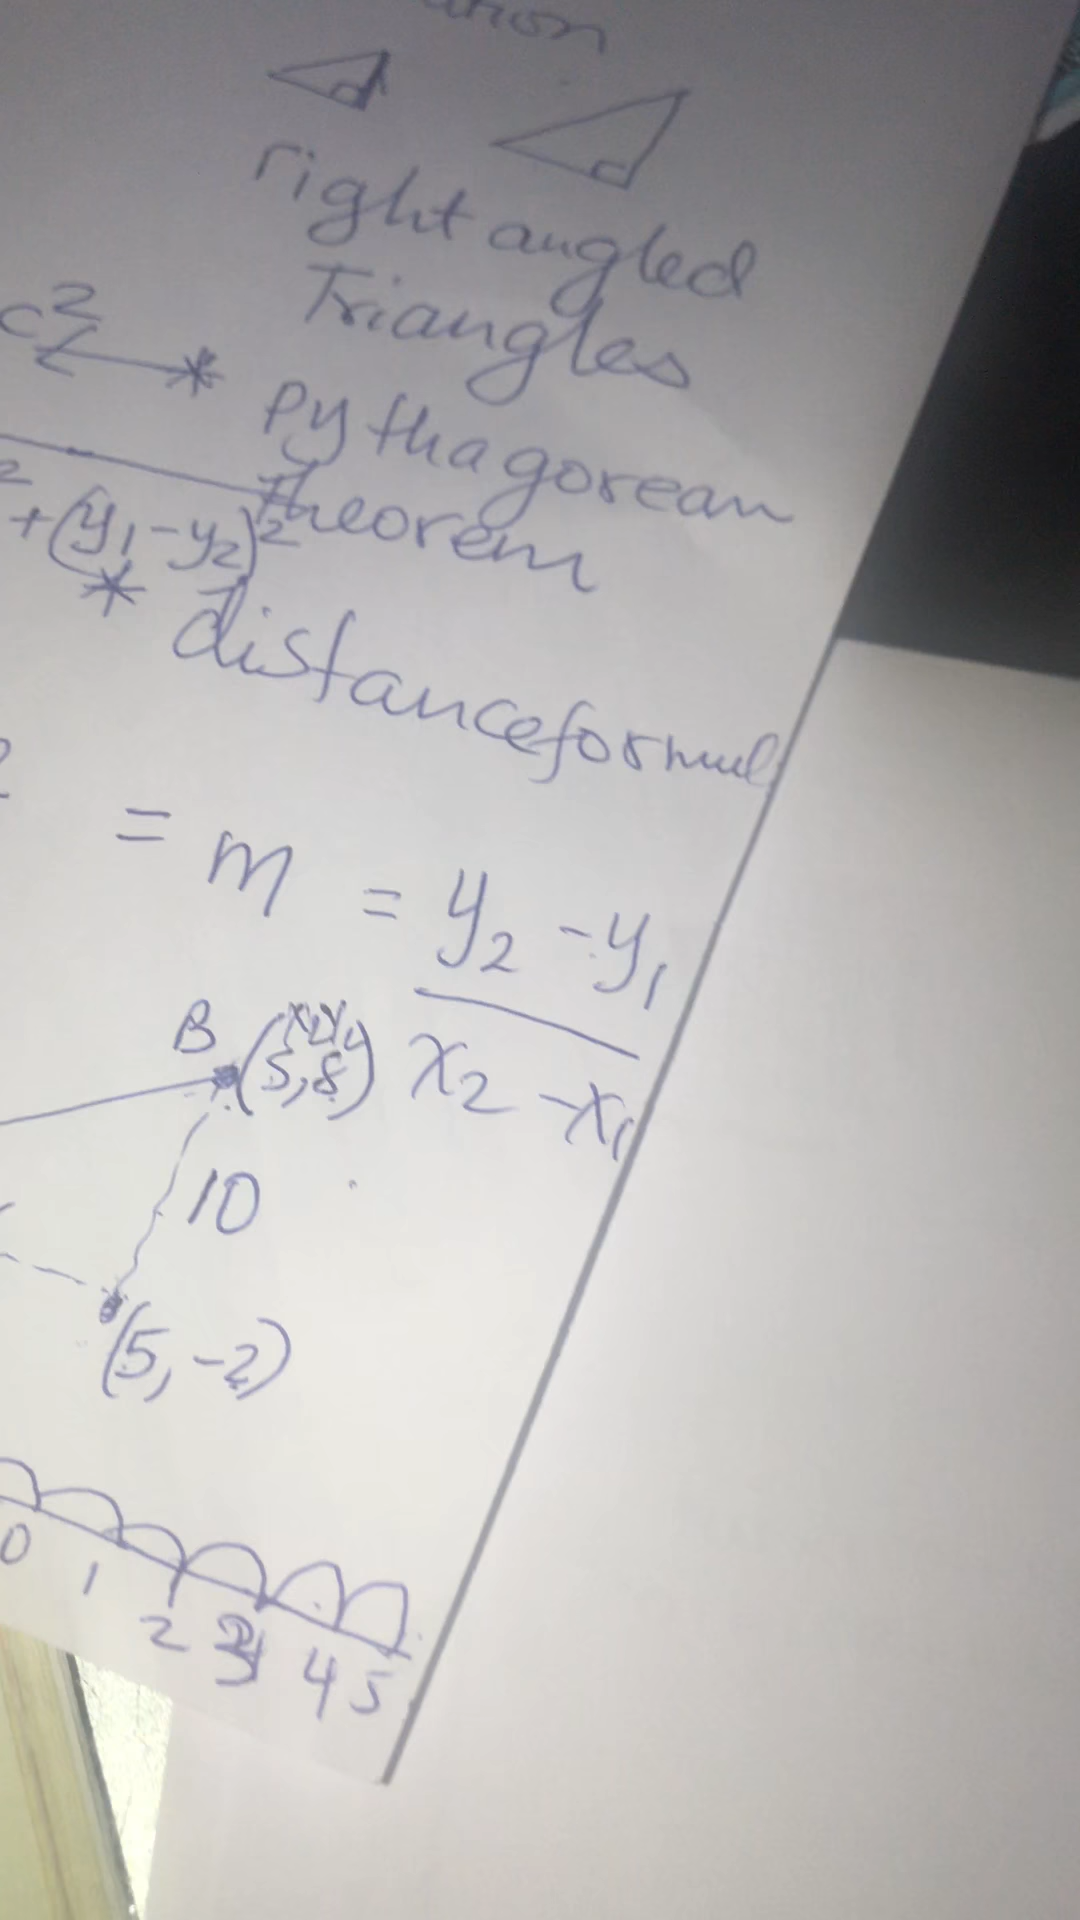 right angled
Triangles
c²
Pythagorean
theorem
+(y₁-y₂)²
* distanceformul
= m = y₂ - y₁
x₂ - x₁
B
(5,8)
10
(5,-2)
0 1 2 3 4 5